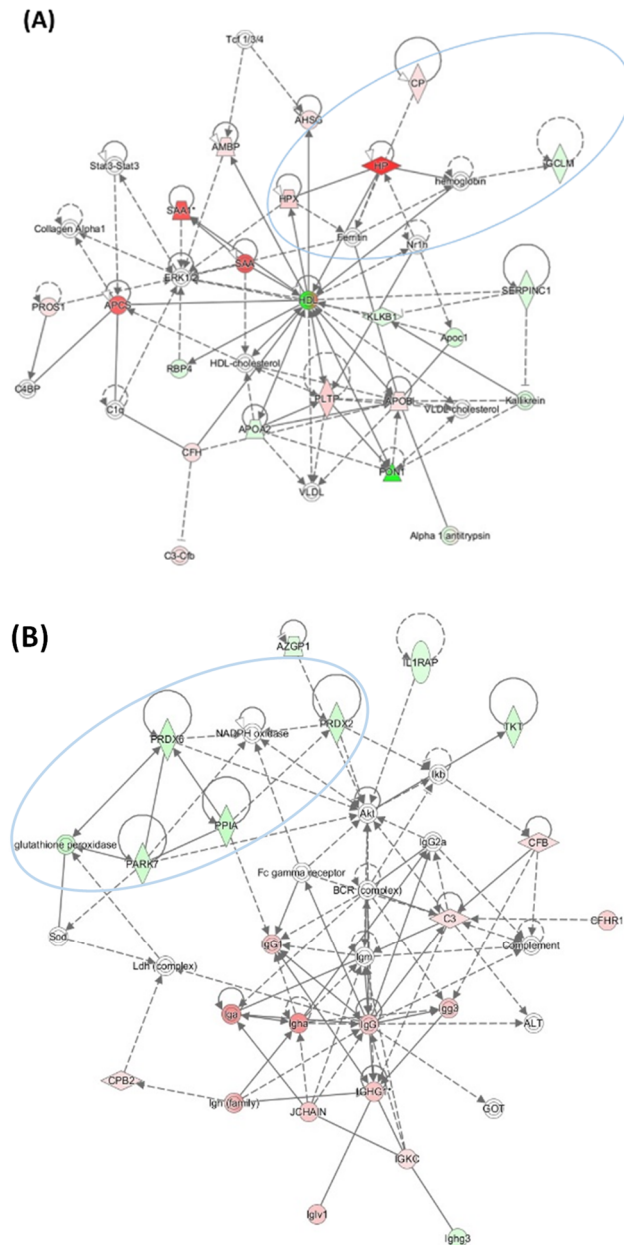 (A)
Tcf 1/3/4
CP
AHSG
AMBP
HP
GCLM
Stat3-Stat3
hemoglobin
HPX
SAA1*
Collagen Alpha1
Ferritin
Nr1h
SAA
ERK1/2
SERPINC1
PROS1
APCS
HDL
KLKB1
Apoc1
RBP4
HDL-cholesterol
C4BP
PLTP
APOB
VLDL-cholesterol
Kallikrein
C1q
APOA2
CFH
PON1
VLDL
Alpha 1 antitrypsin
C3-Cfb
(B)
AZGP1
IL1RAP
PRDX6
NADPH oxidase
PRDX2
TKT
Ikb
PPIA
Akt
glutathione peroxidase
PARK7
IgG2a
CFB
Fc gamma receptor
BCR (complex)
C3
CFHR1
Sod
IgG1
Complement
Igm
Ldh (complex)
Iga
Igha
IgG
Igg3
ALT
CPB2
Igh (family)
JCHAIN
IGHG1
GOT
IGKC
Iglv1
Ighg3